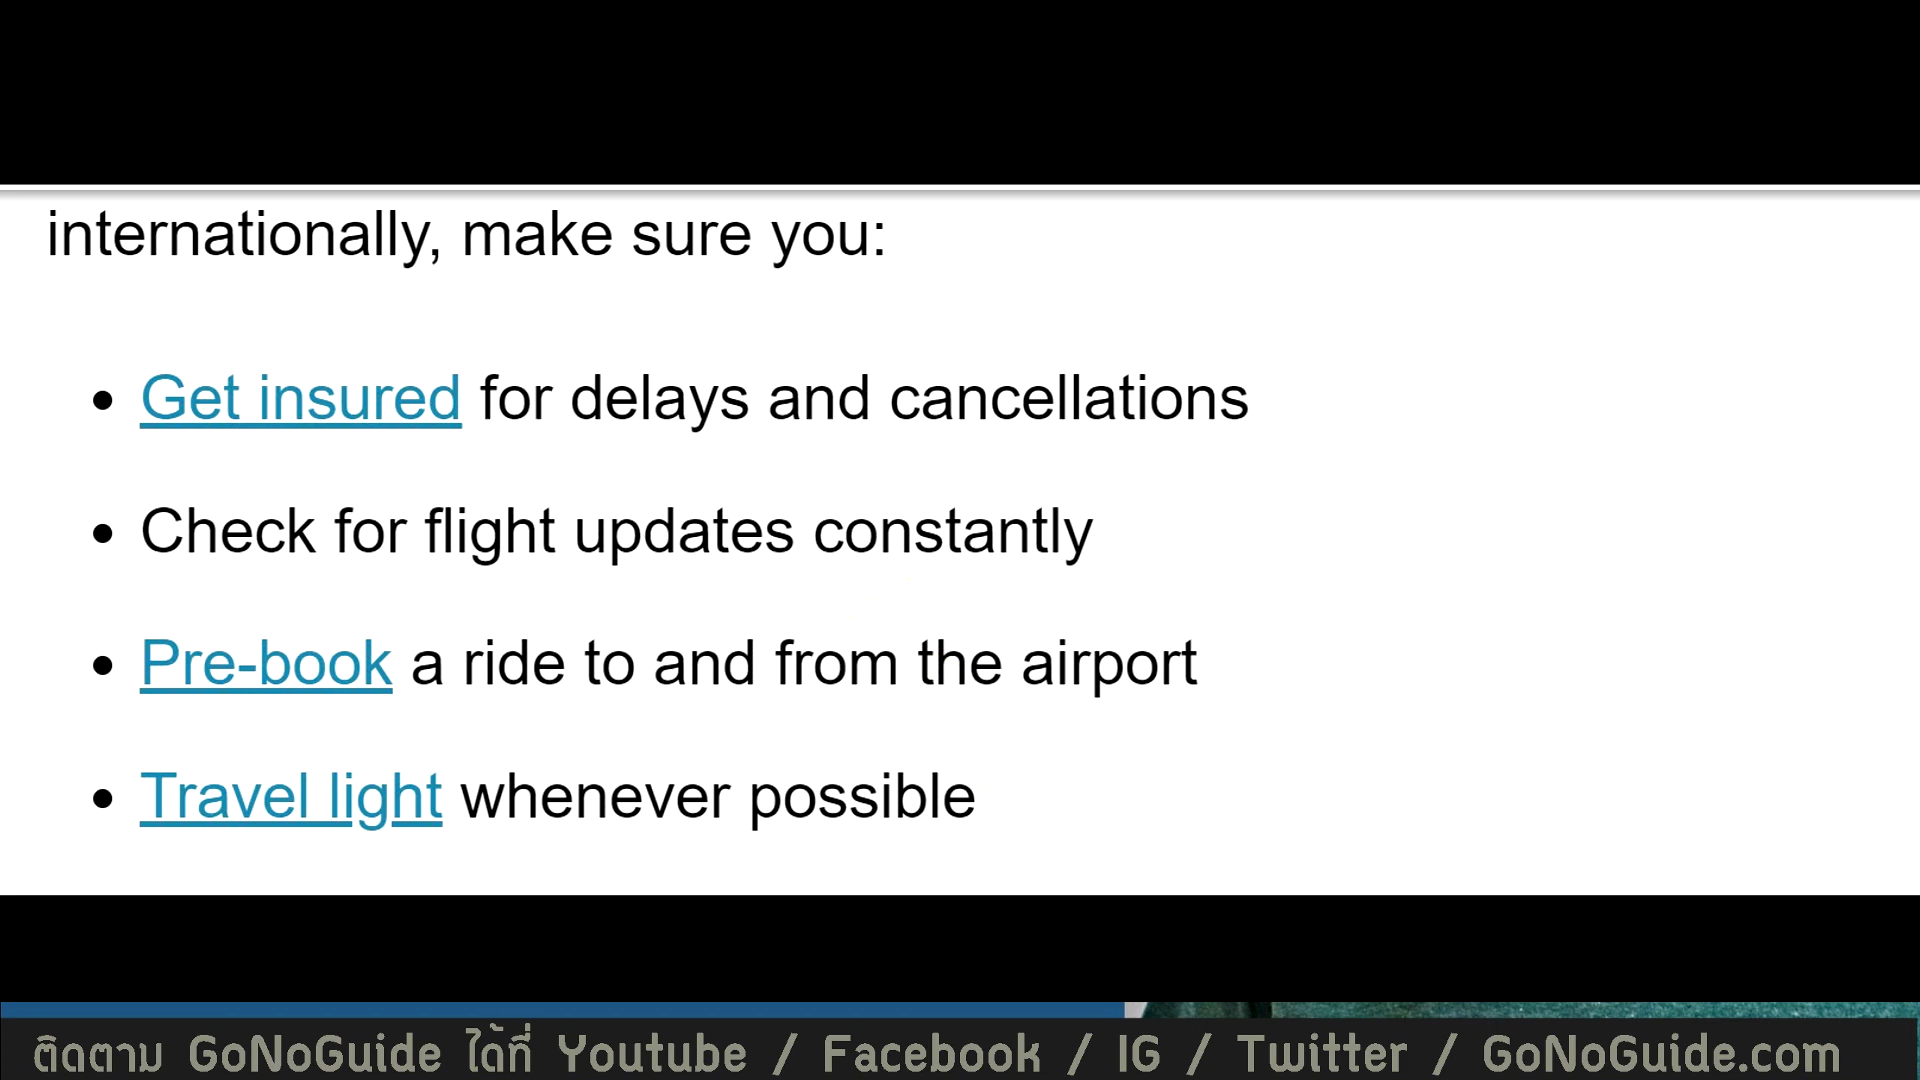 internationally, make sure you:
• Get insured for delays and cancellations
• Check for flight updates constantly
• Pre-book a ride to and from the airport
• Travel light whenever possible
ติดตาม GoNoGuide ได้ที่ Youtube / Facebook / IG / Twitter / GoNoGuide.com